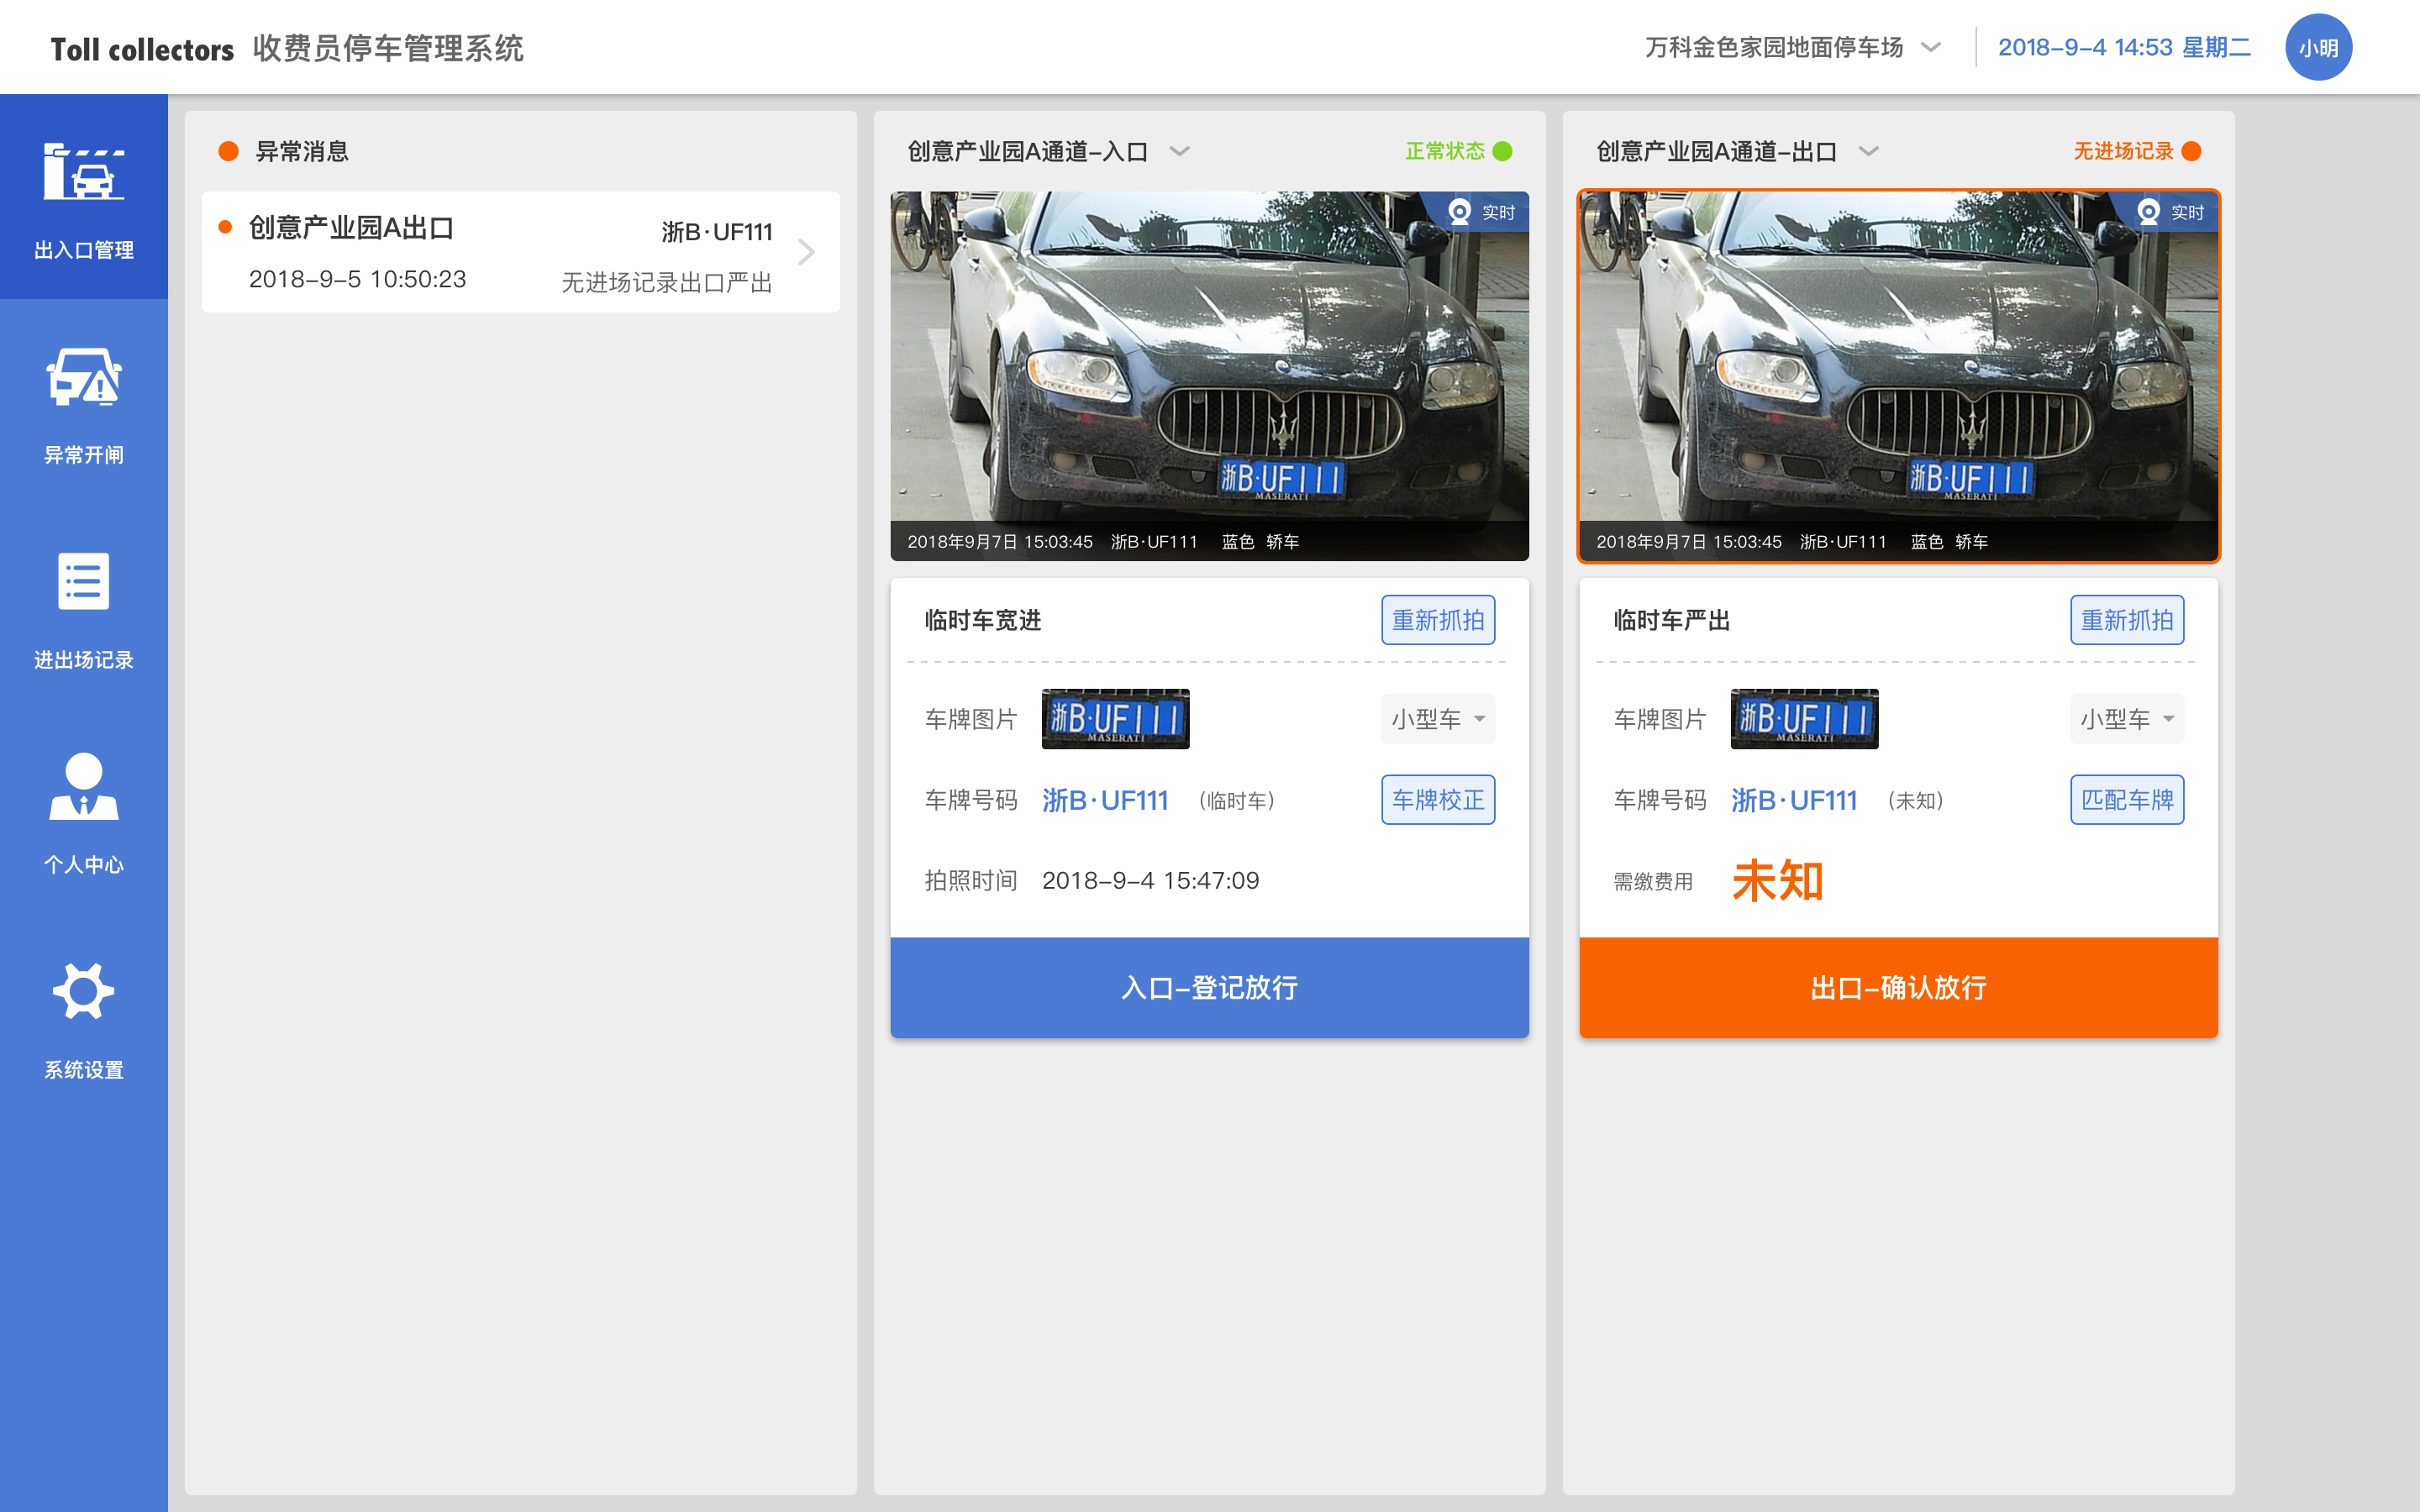 Toll collectors 收费员停车管理系统
万科金色家园地面停车场
2018-9-4 14:53 星期二
小明
出入口管理
异常开闸
进出场记录
个人中心
系统设置
异常消息
创意产业园A出口
浙B·UF111
2018-9-5 10:50:23
无进场记录出口严出
创意产业园A通道-入口
正常状态
实时
浙B·UF111
MASERATI
2018年9月7日 15:03:45 浙B·UF111 蓝色 轿车
临时车宽进
重新抓拍
车牌图片
浙B·UF111
MASERATI
小型车
车牌号码
浙B·UF111
(临时车)
车牌校正
拍照时间
2018-9-4 15:47:09
入口-登记放行
创意产业园A通道-出口
无进场记录
实时
浙B·UF111
MASERATI
2018年9月7日 15:03:45 浙B·UF111 蓝色 轿车
临时车严出
重新抓拍
车牌图片
浙B·UF111
MASERATI
小型车
车牌号码
浙B·UF111
(未知)
匹配车牌
需缴费用
未知
出口-确认放行